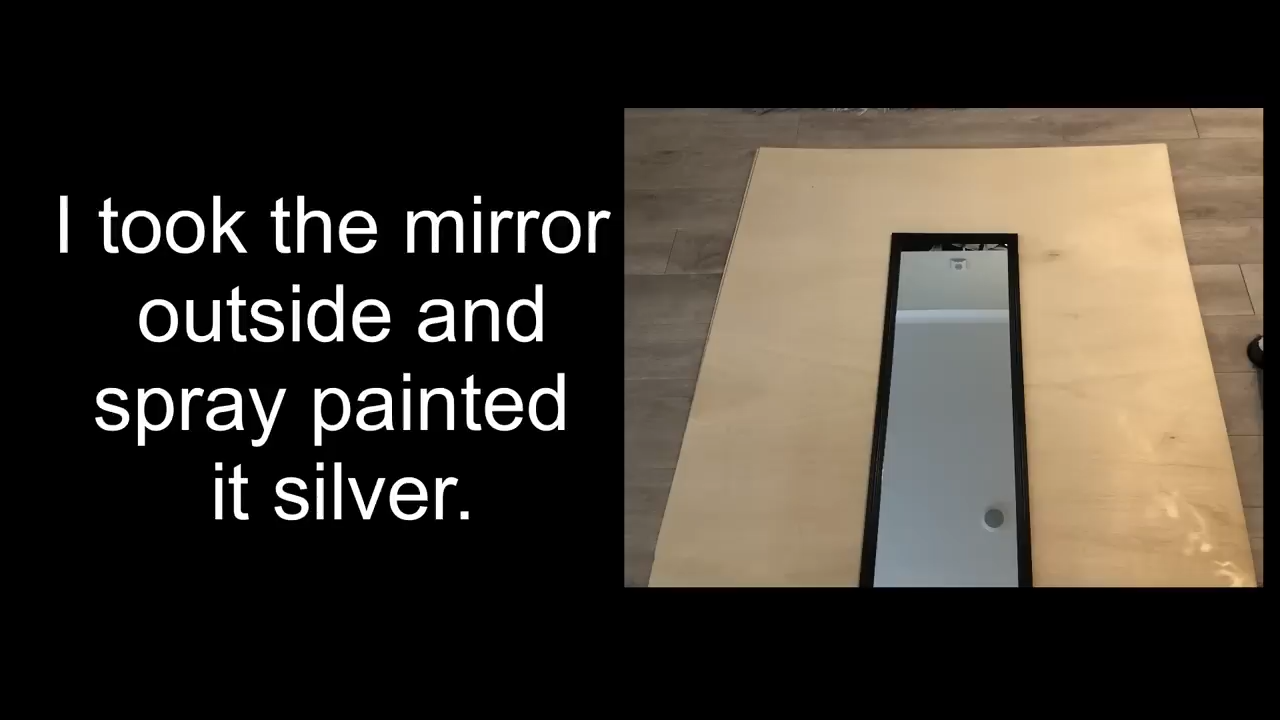 I took the mirror
outside and
spray painted
it silver.